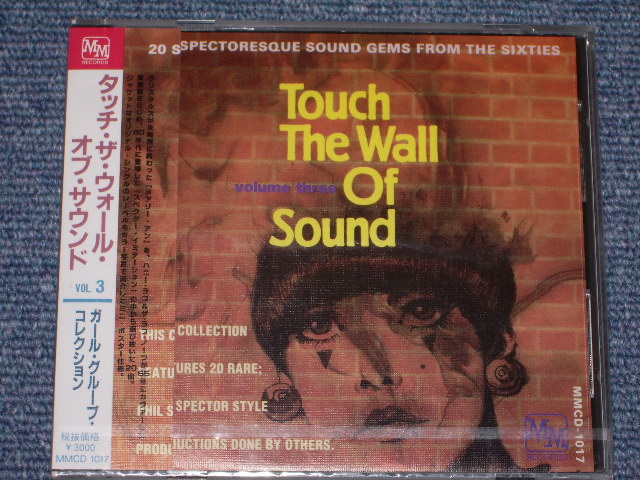 MM
RECORDS
タッチ・ザ・ウォール・
オブ・サウンド
VOL. 3
ガール・グループ・
コレクション
税抜価格
¥3000
MMCD 1017
20 S SPECTORESQUE SOUND GEMS FROM THE SIXTIES
Touch
The Wall
volume three Of
Sound
THIS C COLLECTION
FEATU URES 20 RARE;
PHIL S SPECTOR STYLE
PRODU UCTIONS DONE BY OTHERS.
MM
RECORDS
MMCD-1017